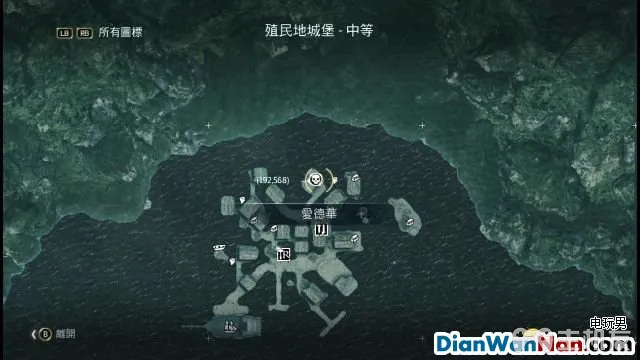 LB RB 所有圖標
殖民地城堡 - 中等
(192,568)
愛德華
B 離開
电玩男
DianWanNan.com